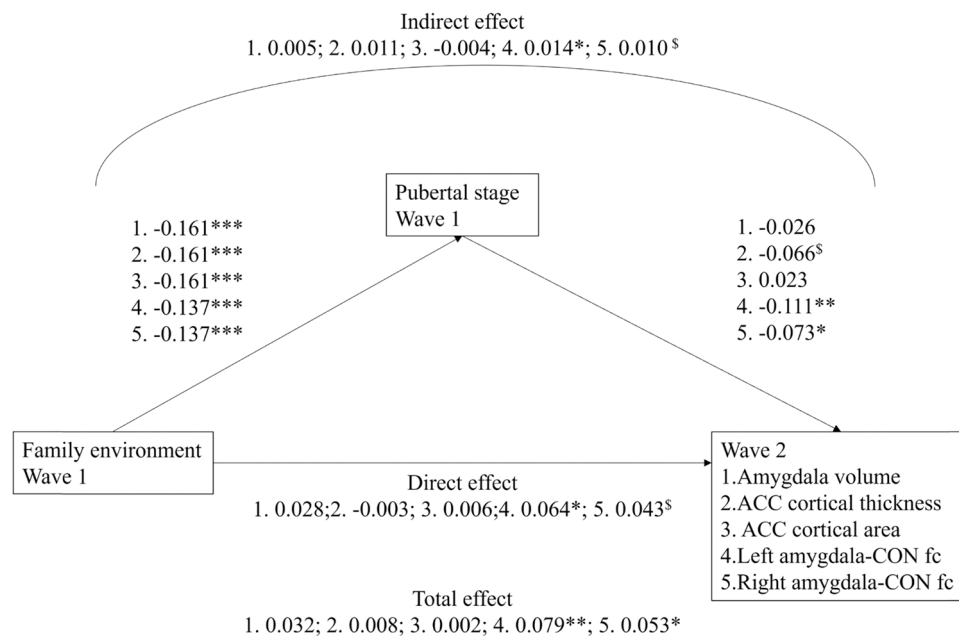 Indirect effect
1. 0.005; 2. 0.011; 3. -0.004; 4. 0.014*; 5. 0.010$
Pubertal stage
Wave 1
1. -0.161***
2. -0.161***
3. -0.161***
4. -0.137***
5. -0.137***
1. -0.026
2. -0.066$
3. 0.023
4. -0.111**
5. -0.073*
Family environment
Wave 1
Direct effect
1. 0.028;2. -0.003; 3. 0.006;4. 0.064*; 5. 0.043$
Wave 2
1.Amygdala volume
2.ACC cortical thickness
3. ACC cortical area
4.Left amygdala-CON fc
5.Right amygdala-CON fc
Total effect
1. 0.032; 2. 0.008; 3. 0.002; 4. 0.079**; 5. 0.053*